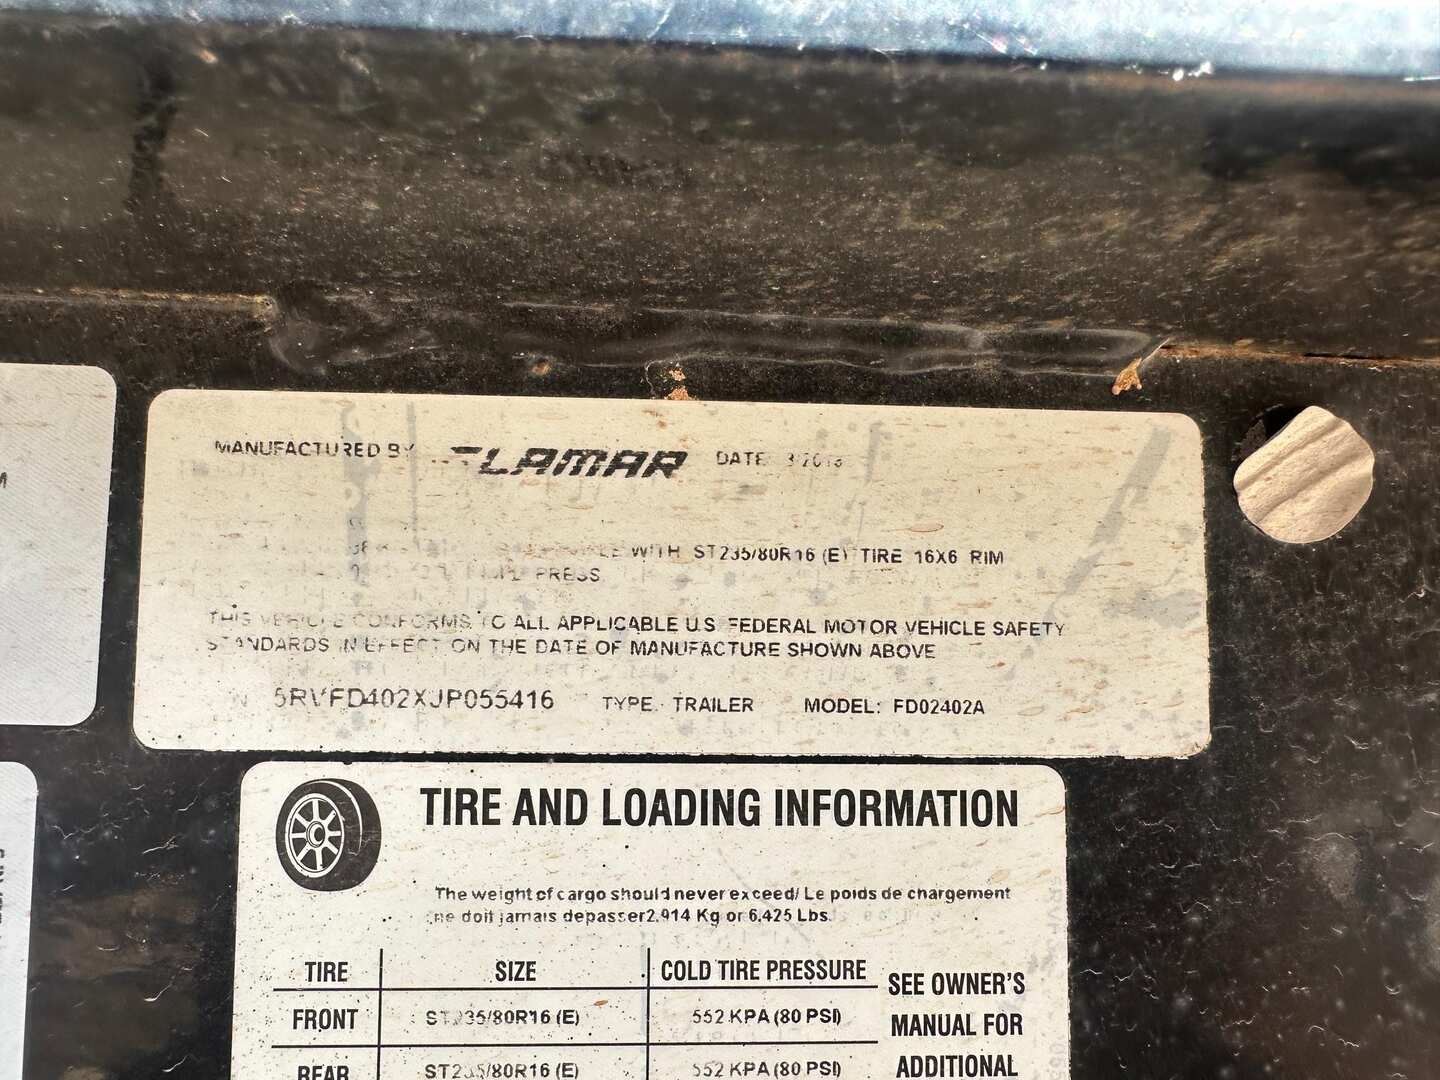 MANUFACTURED BY LAMAR DATE 3/2018
WITH ST235/80R16 (E) TIRE 16X6 RIM
PRESS
THIS VEHICLE CONFORMS TO ALL APPLICABLE U.S FEDERAL MOTOR VEHICLE SAFETY
STANDARDS IN EFFECT ON THE DATE OF MANUFACTURE SHOWN ABOVE
5RVFD402XJP055416 TYPE TRAILER MODEL: FD02402A
TIRE AND LOADING INFORMATION
The weight of cargo should never exceed/ Le poids de chargement
ne doit jamais depasser 2,914 Kg or 6,425 Lbs.
TIRE SIZE COLD TIRE PRESSURE
SEE OWNER'S
FRONT ST235/80R16 (E) 552 KPA (80 PSI)
MANUAL FOR
REAR ST235/80R16 (E) 552 KPA (80 PSI)
ADDITIONAL